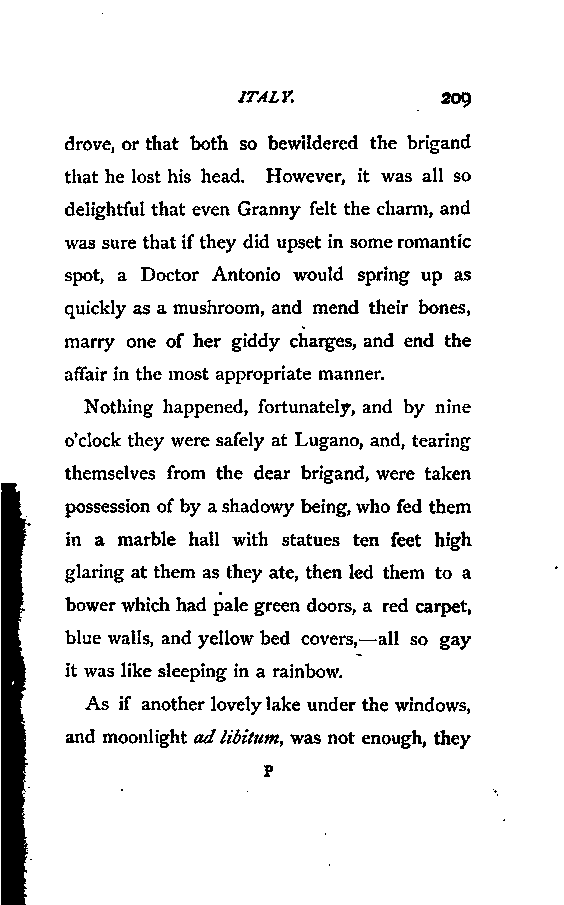 ITALY. 209
drove, or that both so bewildered the brigand
that he lost his head. However, it was all so
delightful that even Granny felt the charm, and
was sure that if they did upset in some romantic
spot, a Doctor Antonio would spring up as
quickly as a mushroom, and mend their bones,
marry one of her giddy charges, and end the
affair in the most appropriate manner.
Nothing happened, fortunately, and by nine
o'clock they were safely at Lugano, and, tearing
themselves from the dear brigand, were taken
possession of by a shadowy being, who fed them
in a marble hall with statues ten feet high
glaring at them as they ate, then led them to a
bower which had pale green doors, a red carpet,
blue walls, and yellow bed covers,—all so gay
it was like sleeping in a rainbow.
As if another lovely lake under the windows,
and moonlight ad libitum, was not enough, they
P